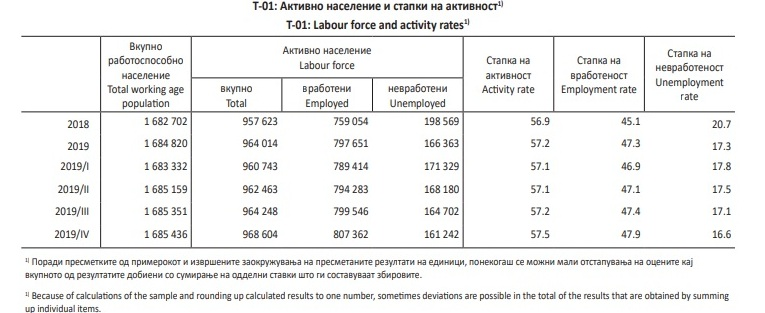 Т-01: Активно население и стапки на активност1)
T-01: Labour force and activity rates1)
Вкупно работоспособно население Total working age population
Активно население Labour force
вкупно Total
вработени Employed
невработени Unemployed
Стапка на активност Activity rate
Стапка на вработеност Employment rate
Стапка на невработеност Unemployment rate
2018 1 682 702 957 623 759 054 198 569 56.9 45.1 20.7
2019 1 684 820 964 014 797 651 166 363 57.2 47.3 17.3
2019/I 1 683 332 960 743 789 414 171 329 57.1 46.9 17.8
2019/II 1 685 159 962 463 794 283 168 180 57.1 47.1 17.5
2019/III 1 685 351 964 248 799 546 164 702 57.2 47.4 17.1
2019/IV 1 685 436 968 604 807 362 161 242 57.5 47.9 16.6
1) Поради пресметките од примерокот и извршените заокружувања на пресметаните резултати на единици, понекогаш се можни мали отстапувања на оцените кај
вкупното од резултатите добиени со сумирање на одделни ставки што ги составуваат збировите.
1) Because of calculations of the sample and rounding up calculated results to one number, sometimes deviations are possible in the total of the results that are obtained by summing
up individual items.